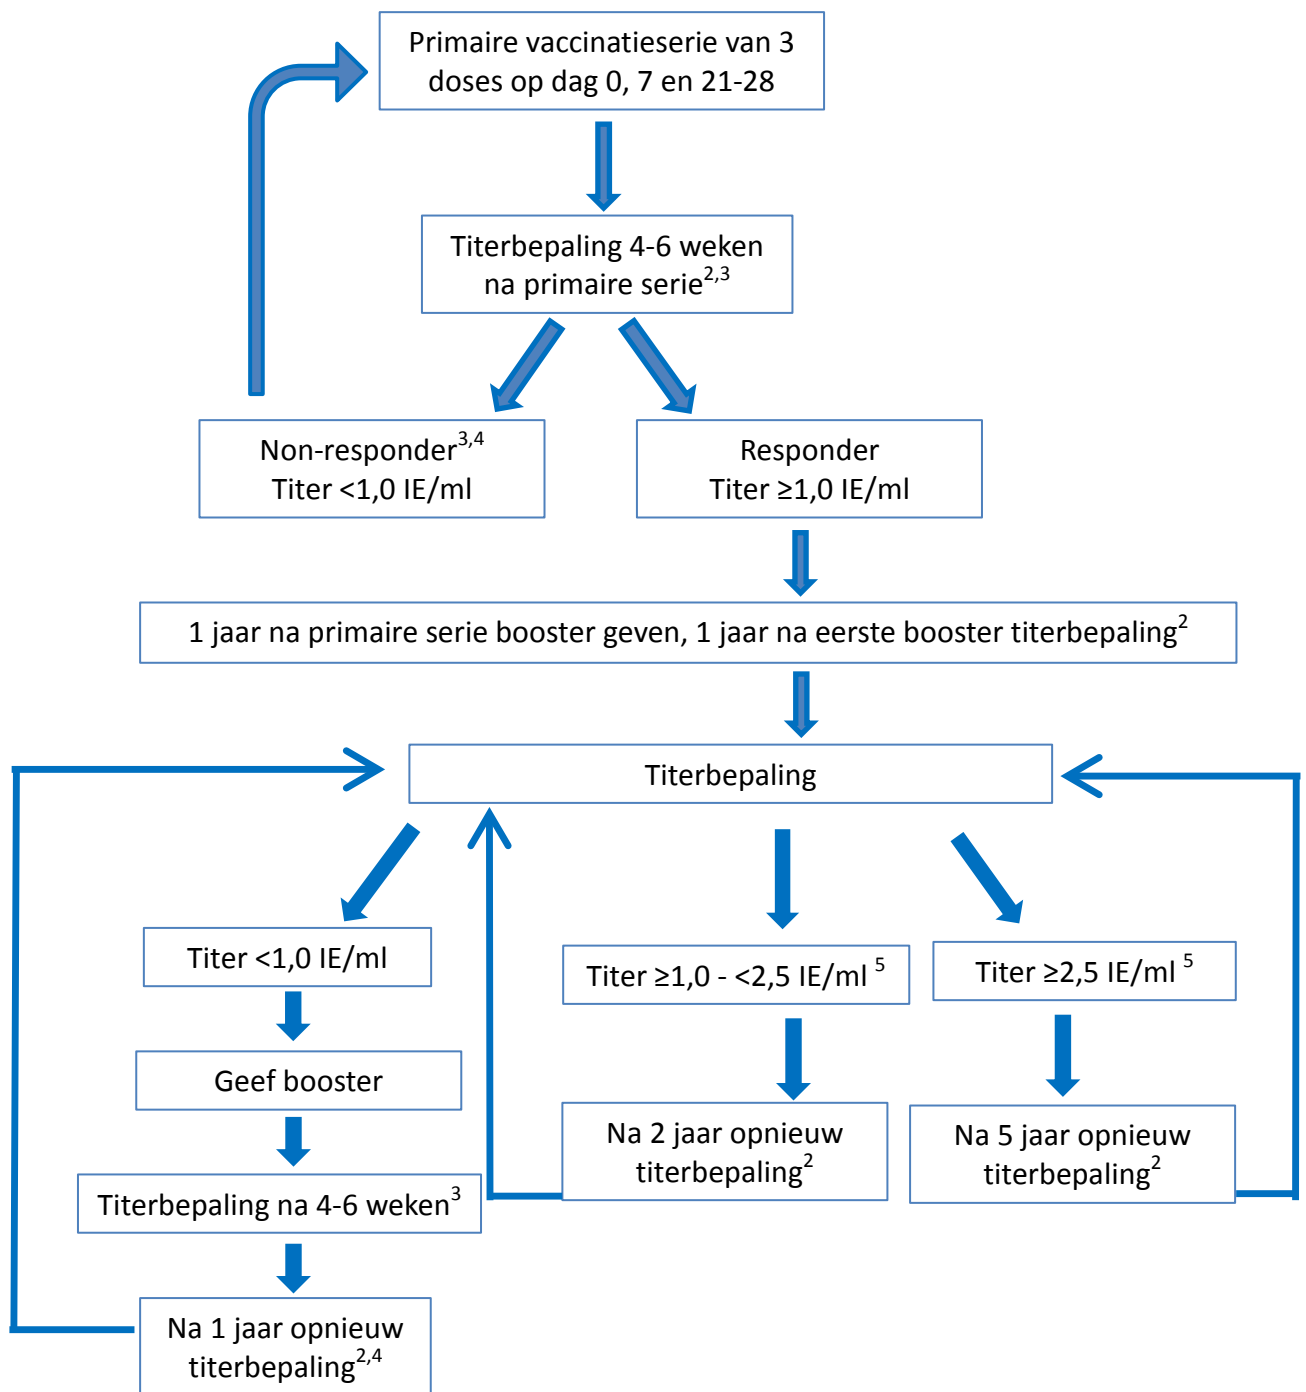 Primaire vaccinatieserie van 3
doses op dag 0, 7 en 21-28
Titerbepaling 4-6 weken
na primaire serie2,3
Non-responder3,4
Titer <1,0 IE/ml
Responder
Titer ≥1,0 IE/ml
1 jaar na primaire serie booster geven, 1 jaar na eerste booster titerbepaling2
Titerbepaling
Titer <1,0 IE/ml
Titer ≥1,0 - <2,5 IE/ml 5
Titer ≥2,5 IE/ml 5
Geef booster
Na 2 jaar opnieuw
titerbepaling2
Na 5 jaar opnieuw
titerbepaling2
Titerbepaling na 4-6 weken3
Na 1 jaar opnieuw
titerbepaling2,4